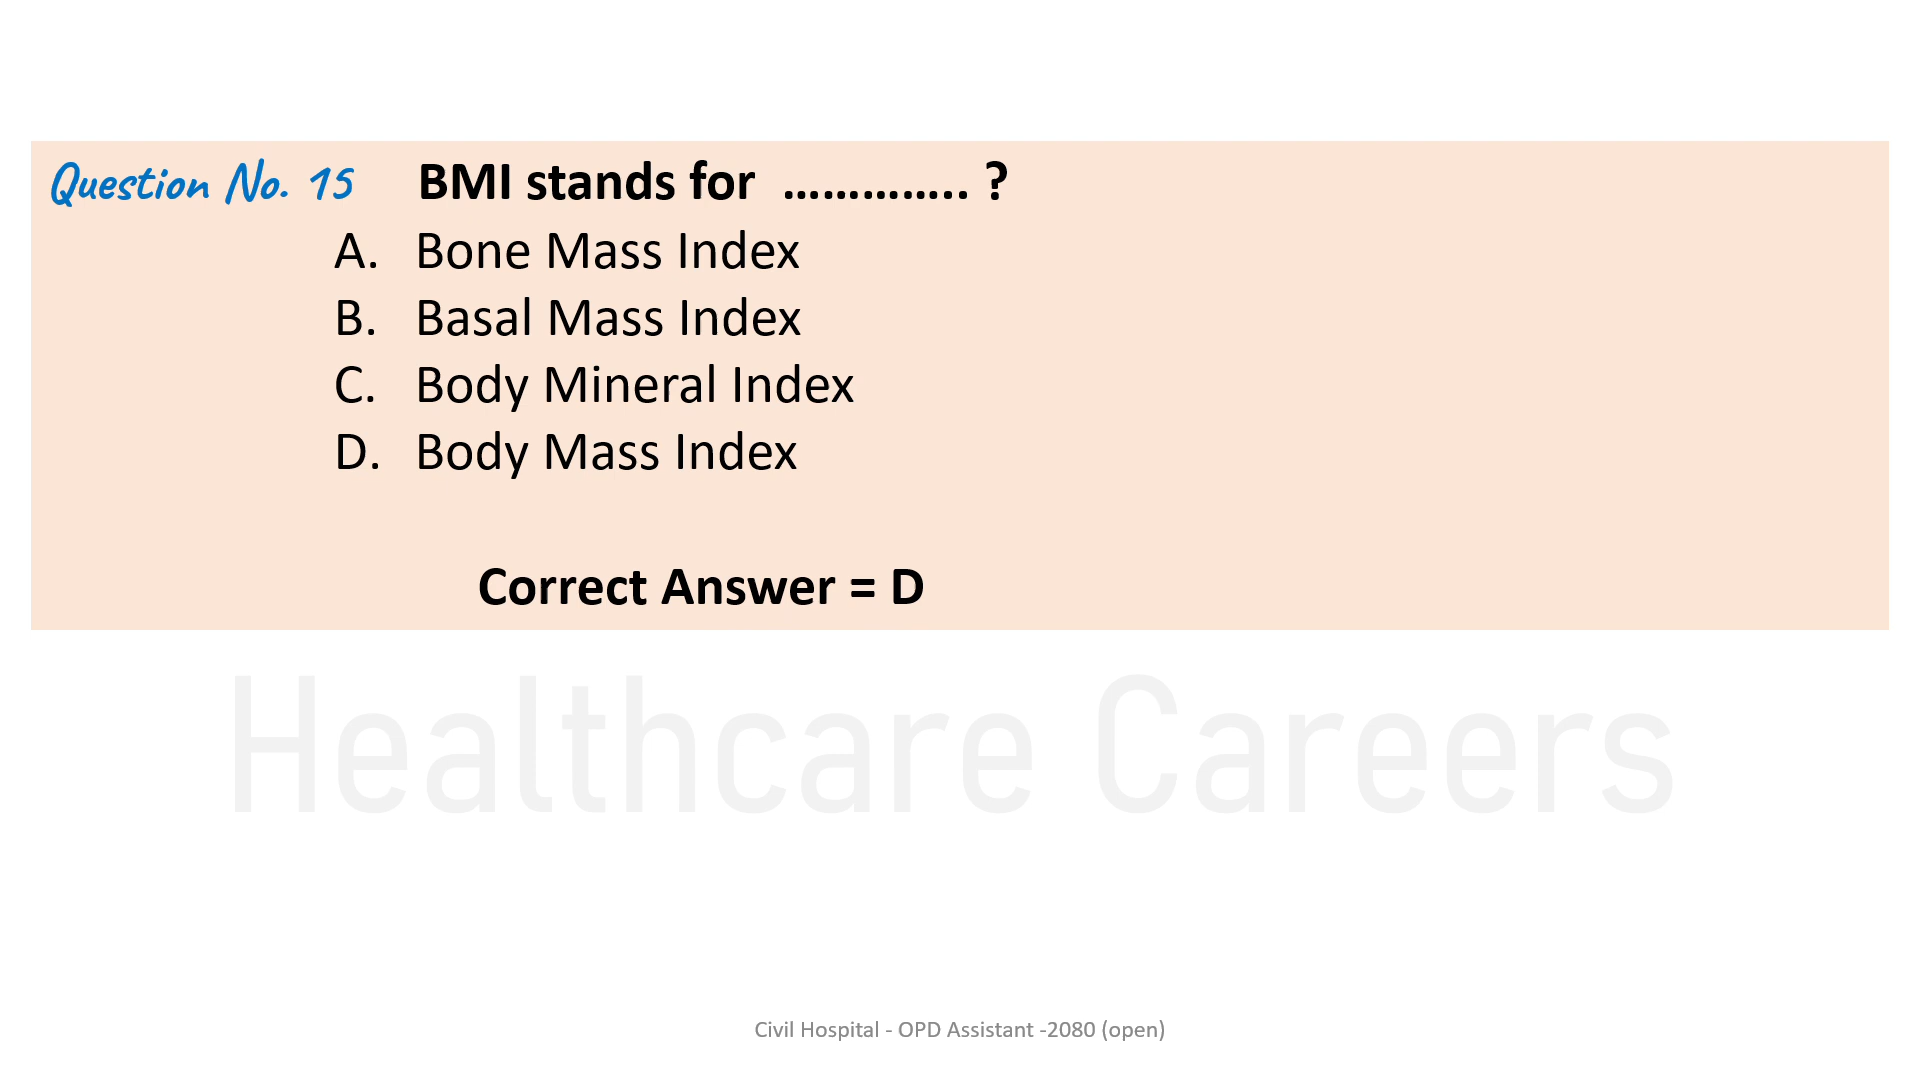 Question No. 15 BMI stands for ………….. ?
A. Bone Mass Index
B. Basal Mass Index
C. Body Mineral Index
D. Body Mass Index
Correct Answer = D
Healthcare Careers
Civil Hospital - OPD Assistant -2080 (open)